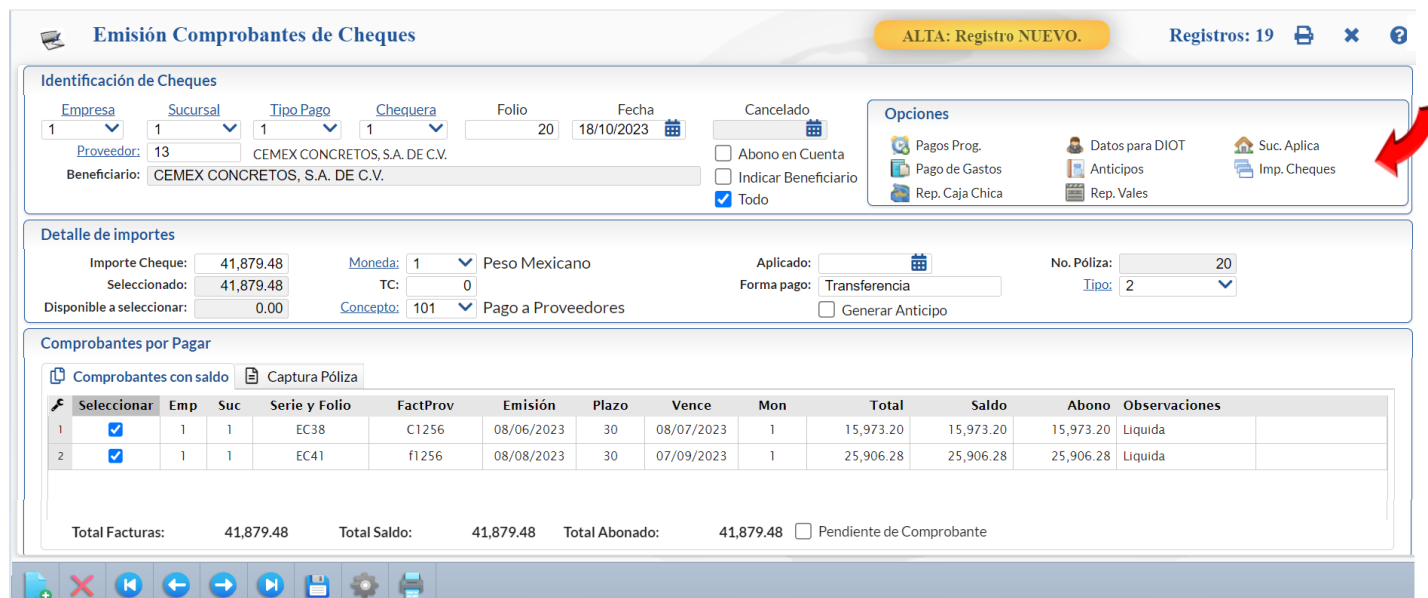 Emisión Comprobantes de Cheques
ALTA: Registro NUEVO.
Registros: 19
Identificación de Cheques
Empresa Sucursal Tipo Pago Chequera Folio Fecha Cancelado
1 1 1 1 20 18/10/2023
Proveedor: 13 CEMEX CONCRETOS, S.A. DE C.V.
Beneficiario: CEMEX CONCRETOS, S.A. DE C.V.
Abono en Cuenta
Indicar Beneficiario
Todo
Opciones
Pagos Prog. Datos para DIOT Suc. Aplica
Pago de Gastos Anticipos Imp. Cheques
Rep. Caja Chica Rep. Vales
Detalle de importes
Importe Cheque: 41,879.48 Moneda: 1 Peso Mexicano Aplicado: No. Póliza: 20
Seleccionado: 41,879.48 TC: 0 Forma pago: Transferencia Tipo: 2
Disponible a seleccionar: 0.00 Concepto: 101 Pago a Proveedores Generar Anticipo
Comprobantes por Pagar
Comprobantes con saldo Captura Póliza
Seleccionar Emp Suc Serie y Folio FactProv Emisión Plazo Vence Mon Total Saldo Abono Observaciones
1 1 1 EC38 C1256 08/06/2023 30 08/07/2023 1 15,973.20 15,973.20 15,973.20 Liquida
2 1 1 EC41 f1256 08/08/2023 30 07/09/2023 1 25,906.28 25,906.28 25,906.28 Liquida
Total Facturas: 41,879.48 Total Saldo: 41,879.48 Total Abonado: 41,879.48 Pendiente de Comprobante